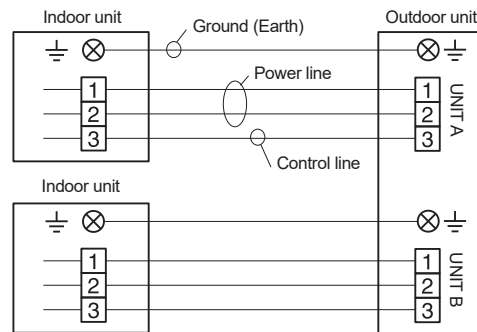 Indoor unit
Outdoor unit
Ground (Earth)
Power line
1
2
3
1
2
3
UNIT A
Control line
Indoor unit
1
2
3
1
2
3
UNIT B